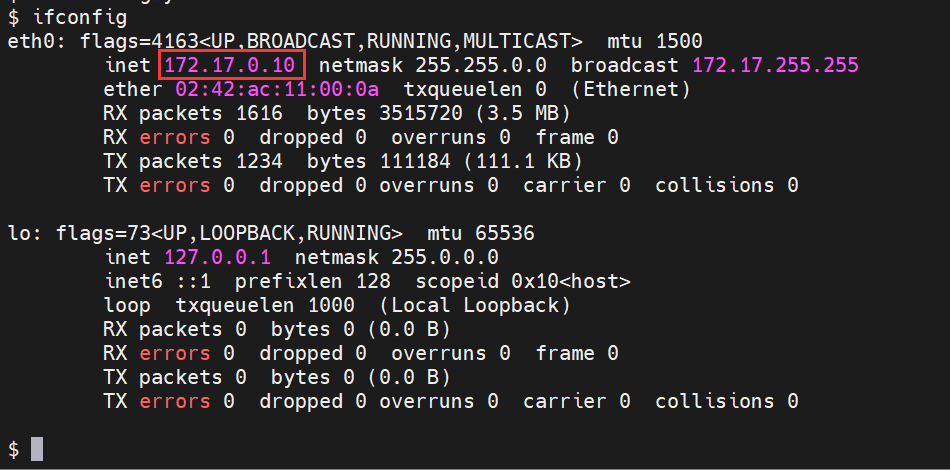 $ ifconfig
eth0: flags=4163<UP,BROADCAST,RUNNING,MULTICAST>  mtu 1500
        inet 172.17.0.10  netmask 255.255.0.0  broadcast 172.17.255.255
        ether 02:42:ac:11:00:0a  txqueuelen 0  (Ethernet)
        RX packets 1616  bytes 3515720 (3.5 MB)
        RX errors 0  dropped 0  overruns 0  frame 0
        TX packets 1234  bytes 111184 (111.1 KB)
        TX errors 0  dropped 0 overruns 0  carrier 0  collisions 0

lo: flags=73<UP,LOOPBACK,RUNNING>  mtu 65536
        inet 127.0.0.1  netmask 255.0.0.0
        inet6 ::1  prefixlen 128  scopeid 0x10<host>
        loop  txqueuelen 1000  (Local Loopback)
        RX packets 0  bytes 0 (0.0 B)
        RX errors 0  dropped 0  overruns 0  frame 0
        TX packets 0  bytes 0 (0.0 B)
        TX errors 0  dropped 0 overruns 0  carrier 0  collisions 0

$